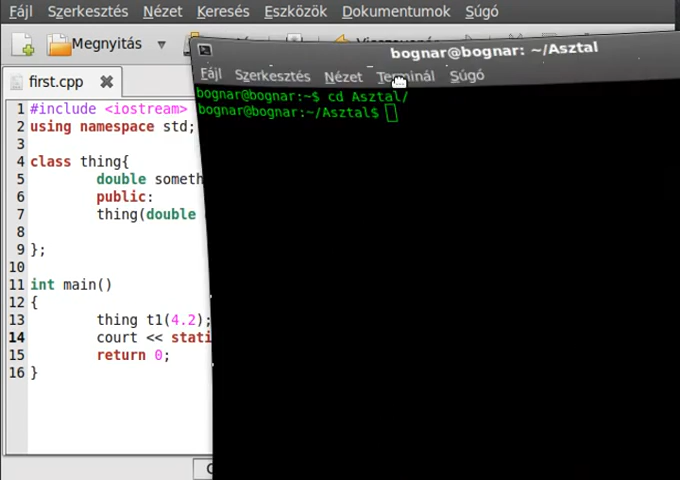 Fájl Szerkesztés Nézet Keresés Eszközök Dokumentumok Súgó
Megnyitás
first.cpp
1 #include <iostream>
2 using namespace std;
3
4 class thing{
5 double someth
6 public:
7 thing(double
8
9 };
10
11 int main()
12 {
13 thing t1(4.2);
14 court << stati
15 return 0;
16 }
bognar@bognar: ~/Asztal
Fájl Szerkesztés Nézet Terminál Súgó
bognar@bognar:~$ cd Asztal/
bognar@bognar:~/Asztal$